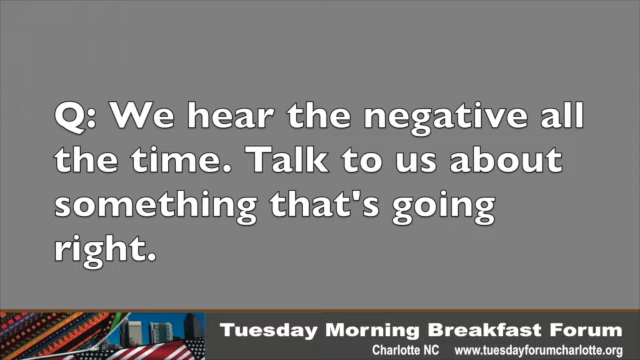 Q: We hear the negative all
the time. Talk to us about
something that's going
right.
Tuesday Morning Breakfast Forum
Charlotte NC www.tuesdayforumcharlotte.org